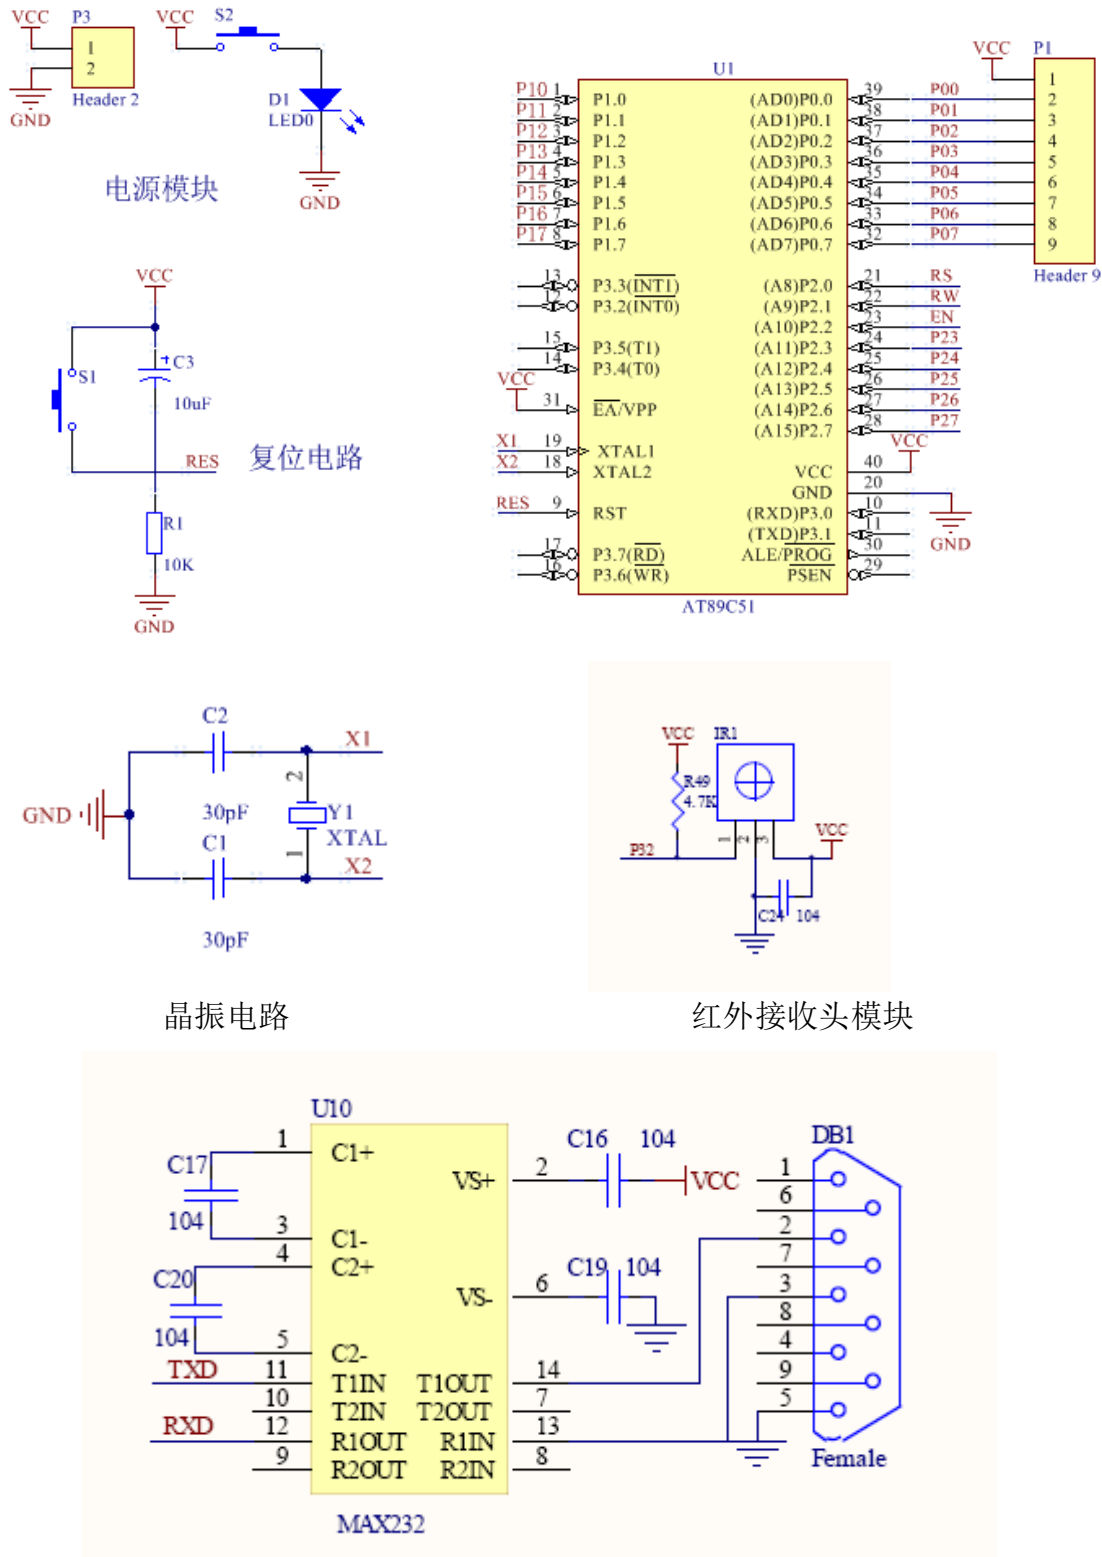 VCC P3
1
2
Header 2
GND
VCC S2
D1
LED0
GND
电源模块
VCC
S1
C3
10uF
RES
复位电路
R1
10K
GND
U1
P10 1 P1.0
P11 2 P1.1
P12 3 P1.2
P13 4 P1.3
P14 5 P1.4
P15 6 P1.5
P16 7 P1.6
P17 8 P1.7
13 P3.3(INT1)
12 P3.2(INT0)
15 P3.5(T1)
14 P3.4(T0)
VCC
31 EA/VPP
X1 19 XTAL1
X2 18 XTAL2
RES 9 RST
17 P3.7(RD)
16 P3.6(WR)
(AD0)P0.0 39 P00
(AD1)P0.1 38 P01
(AD2)P0.2 37 P02
(AD3)P0.3 36 P03
(AD4)P0.4 35 P04
(AD5)P0.5 34 P05
(AD6)P0.6 33 P06
(AD7)P0.7 32 P07
(A8)P2.0 21 RS
(A9)P2.1 22 RW
(A10)P2.2 23 EN
(A11)P2.3 24 P23
(A12)P2.4 25 P24
(A13)P2.5 26 P25
(A14)P2.6 27 P26
(A15)P2.7 28 P27
VCC
VCC 40
GND 20
(RXD)P3.0 10
(TXD)P3.1 11
ALE/PROG 30
PSEN 29
GND
AT89C51
VCC P1
1
2
3
4
5
6
7
8
9
Header 9
C2
X1
30pF
2
GND
Y1
XTAL
1
C1
X2
30pF
晶振电路
VCC IR1
R49
4.7K
1 2 3
P32
VCC
C24 104
红外接收头模块
U10
C17
104
C20
104
1 C1+
3 C1-
4 C2+
5 C2-
TXD 11 T1IN
10 T2IN
RXD 12 R1OUT
9 R2OUT
VS+ 2 C16 104 VCC
VS- 6 C19 104
T1OUT 14
T2OUT 7
R1IN 13
R2IN 8
MAX232
DB1
1
6
2
7
3
8
4
9
5
Female